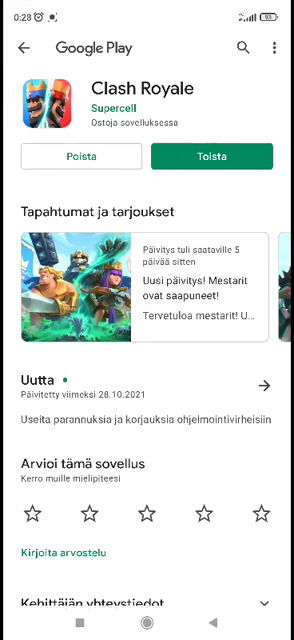 0:28
93
Google Play
Clash Royale
Supercell
Ostoja sovelluksessa
Poista
Toista
Tapahtumat ja tarjoukset
Päivitys tuli saataville 5
päivää sitten
Uusi päivitys! Mestarit
ovat saapuneet!
Tervetuloa mestarit! U...
Uutta
Päivitetty viimeksi 28.10.2021
Useita parannuksia ja korjauksia ohjelmointivirheisiin
Arvioi tämä sovellus
Kerro muille mielipiteesi
Kirjoita arvostelu
Kehittäjän yhteystiedot